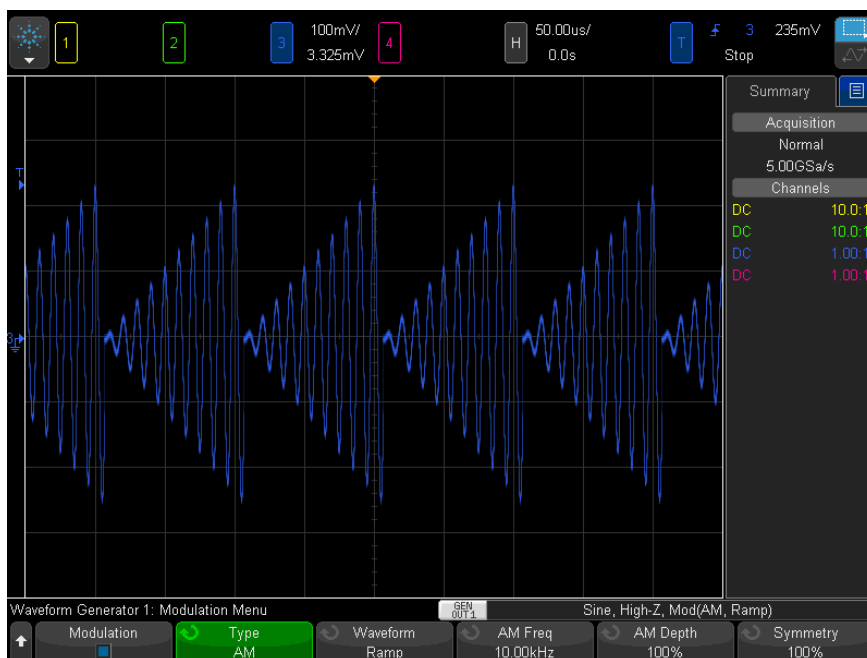 1 2 3 100mV/ 4 H 50.00us/ T 3 235mV
3.325mV 0.0s Stop
Summary
Acquisition
Normal
5.00GSa/s
Channels
DC 10.0:1
DC 10.0:1
DC 1.00:1
DC 1.00:1
T
3
Waveform Generator 1: Modulation Menu GEN OUT1 Sine, High-Z, Mod(AM, Ramp)
Modulation Type Waveform AM Freq AM Depth Symmetry
AM Ramp 10.00kHz 100% 100%